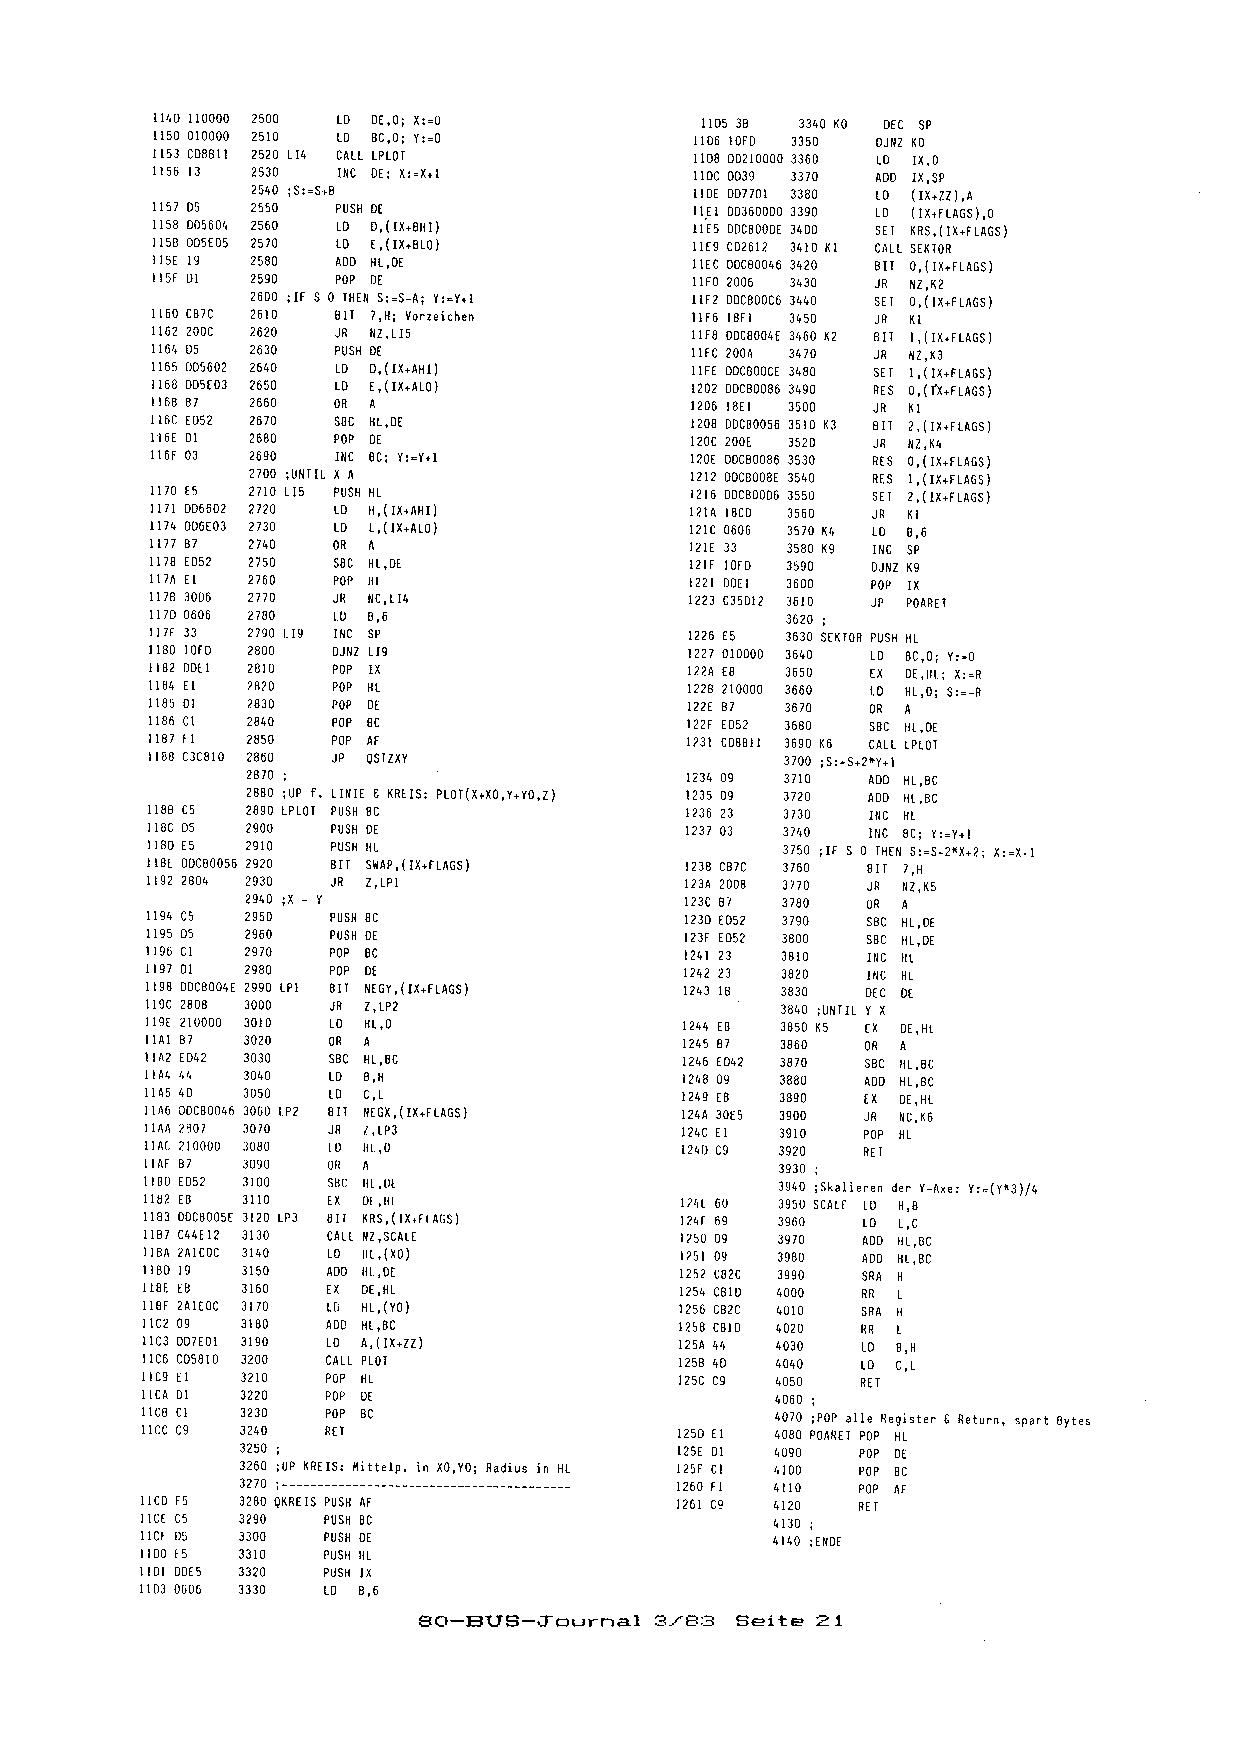 114D 110000 2500 LD DE,0; X:=0
1150 010000 2510 LD BC,0; Y:=0
1153 CD8B11 2520 LI4 CALL LPLOT
1156 13 2530 INC DE; X:=X+1
2540 ;S:=S+B
1157 D5 2550 PUSH DE
1158 DD5604 2560 LD D,(IX+BHI)
115B DD5E05 2570 LD E,(IX+BLO)
115E 19 2580 ADD HL,DE
115F D1 2590 POP DE
2600 ;IF S 0 THEN S:=S-A; Y:=Y+1
1160 CB7C 2610 BIT 7,H; Vorzeichen
1162 200C 2620 JR NZ,LI5
1164 D5 2630 PUSH DE
1165 DD5602 2640 LD D,(IX+AHI)
1168 DD5E03 2650 LD E,(IX+ALO)
116B B7 2660 OR A
116C ED52 2670 SBC HL,DE
116E D1 2680 POP DE
116F 03 2690 INC BC; Y:=Y+1
2700 ;UNTIL X A
1170 E5 2710 LI5 PUSH HL
1171 DD6602 2720 LD H,(IX+AHI)
1174 DD6E03 2730 LD L,(IX+ALO)
1177 B7 2740 OR A
1178 ED52 2750 SBC HL,DE
117A E1 2760 POP HL
117B 30D6 2770 JR NC,LI4
117D 0606 2780 LD B,6
117F 33 2790 LI9 INC SP
1180 10FD 2800 DJNZ LI9
1182 DDE1 2810 POP IX
1184 E1 2820 POP HL
1185 D1 2830 POP DE
1186 C1 2840 POP BC
1187 F1 2850 POP AF
1188 C3C810 2860 JP QSTZXY
2870 ;
2880 ;UP f. LINIE & KREIS: PLOT(X+X0,Y+Y0,Z)
118B C5 2890 LPLOT PUSH BC
118C D5 2900 PUSH DE
118D E5 2910 PUSH HL
118E DDCB0056 2920 BIT SWAP,(IX+FLAGS)
1192 2804 2930 JR Z,LP1
2940 ;X - Y
1194 C5 2950 PUSH BC
1195 D5 2960 PUSH DE
1196 C1 2970 POP BC
1197 D1 2980 POP DE
1198 DDCB004E 2990 LP1 BIT NEGY,(IX+FLAGS)
119C 2808 3000 JR Z,LP2
119E 210000 3010 LD HL,0
11A1 B7 3020 OR A
11A2 ED42 3030 SBC HL,BC
11A4 44 3040 LD B,H
11A5 4D 3050 LD C,L
11A6 DDCB0046 3060 LP2 BIT NEGX,(IX+FLAGS)
11AA 2807 3070 JR Z,LP3
11AC 210000 3080 LD HL,0
11AF B7 3090 OR A
11B0 ED52 3100 SBC HL,DE
11B2 EB 3110 EX DE,HL
11B3 DDCB005E 3120 LP3 BIT KRS,(IX+FLAGS)
11B7 C44E12 3130 CALL NZ,SCALE
11BA 2A1C0C 3140 LD HL,(X0)
11BD 19 3150 ADD HL,DE
11BE EB 3160 EX DE,HL
11BF 2A1E0C 3170 LD HL,(Y0)
11C2 09 3180 ADD HL,BC
11C3 DD7E01 3190 LD A,(IX+ZZ)
11C6 CD5810 3200 CALL PLOT
11C9 E1 3210 POP HL
11CA D1 3220 POP DE
11CB C1 3230 POP BC
11CC C9 3240 RET
3250 ;
3260 ;UP KREIS: Mittelp. in X0,Y0; Radius in HL
3270 ;---------------------------------------
11CD F5 3280 QKREIS PUSH AF
11CE C5 3290 PUSH BC
11CF D5 3300 PUSH DE
11D0 E5 3310 PUSH HL
11D1 DDE5 3320 PUSH IX
11D3 0606 3330 LD B,6
11D5 3B 3340 K0 DEC SP
11D6 10FD 3350 DJNZ K0
11D8 DD210000 3360 LD IX,0
11DC DD39 3370 ADD IX,SP
11DE DD7701 3380 LD (IX+ZZ),A
11E1 DD360000 3390 LD (IX+FLAGS),0
11E5 DDCB00DE 3400 SET KRS,(IX+FLAGS)
11E9 CD2612 3410 K1 CALL SEKTOR
11EC DDCB0046 3420 BIT 0,(IX+FLAGS)
11F0 2006 3430 JR NZ,K2
11F2 DDCB00C6 3440 SET 0,(IX+FLAGS)
11F6 18F1 3450 JR K1
11F8 DDCB004E 3460 K2 BIT 1,(IX+FLAGS)
11FC 200A 3470 JR NZ,K3
11FE DDCB00CE 3480 SET 1,(IX+FLAGS)
1202 DDCB0086 3490 RES 0,(IX+FLAGS)
1206 18E1 3500 JR K1
1208 DDCB0056 3510 K3 BIT 2,(IX+FLAGS)
120C 200E 3520 JR NZ,K4
120E DDCB0086 3530 RES 0,(IX+FLAGS)
1212 DDCB008E 3540 RES 1,(IX+FLAGS)
1216 DDCB00D6 3550 SET 2,(IX+FLAGS)
121A 18CD 3560 JR K1
121C 0606 3570 K4 LD B,6
121E 33 3580 K9 INC SP
121F 10FD 3590 DJNZ K9
1221 DDE1 3600 POP IX
1223 C35D12 3610 JP POARET
3620 ;
1226 E5 3630 SEKTOR PUSH HL
1227 010000 3640 LD BC,0; Y:=0
122A EB 3650 EX DE,HL; X:=R
122B 210000 3660 LD HL,0; S:=-R
122E B7 3670 OR A
122F ED52 3680 SBC HL,DE
1231 CD8B11 3690 K6 CALL LPLOT
3700 ;S:=S+2*Y+1
1234 09 3710 ADD HL,BC
1235 09 3720 ADD HL,BC
1236 23 3730 INC HL
1237 03 3740 INC BC; Y:=Y+1
3750 ;IF S 0 THEN S:=S-2*X+2; X:=X-1
1238 CB7C 3760 BIT 7,H
123A 2008 3770 JR NZ,K5
123C B7 3780 OR A
123D ED52 3790 SBC HL,DE
123F ED52 3800 SBC HL,DE
1241 23 3810 INC HL
1242 23 3820 INC HL
1243 1B 3830 DEC DE
3840 ;UNTIL Y X
1244 EB 3850 K5 EX DE,HL
1245 B7 3860 OR A
1246 ED42 3870 SBC HL,BC
1248 09 3880 ADD HL,BC
1249 EB 3890 EX DE,HL
124A 30E5 3900 JR NC,K6
124C E1 3910 POP HL
124D C9 3920 RET
3930 ;
3940 ;Skalieren der Y-Axe: Y:=(Y*3)/4
124E 60 3950 SCALE LD H,B
124F 69 3960 LD L,C
1250 09 3970 ADD HL,BC
1251 09 3980 ADD HL,BC
1252 CB2C 3990 SRA H
1254 CB1D 4000 RR L
1256 CB2C 4010 SRA H
1258 CB1D 4020 RR L
125A 44 4030 LD B,H
125B 4D 4040 LD C,L
125C C9 4050 RET
4060 ;
4070 ;POP alle Register & Return, spart Bytes
125D E1 4080 POARET POP HL
125E D1 4090 POP DE
125F C1 4100 POP BC
1260 F1 4110 POP AF
1261 C9 4120 RET
4130 ;
4140 ;ENDE
80-BUS-Journal 3/83 Seite 21